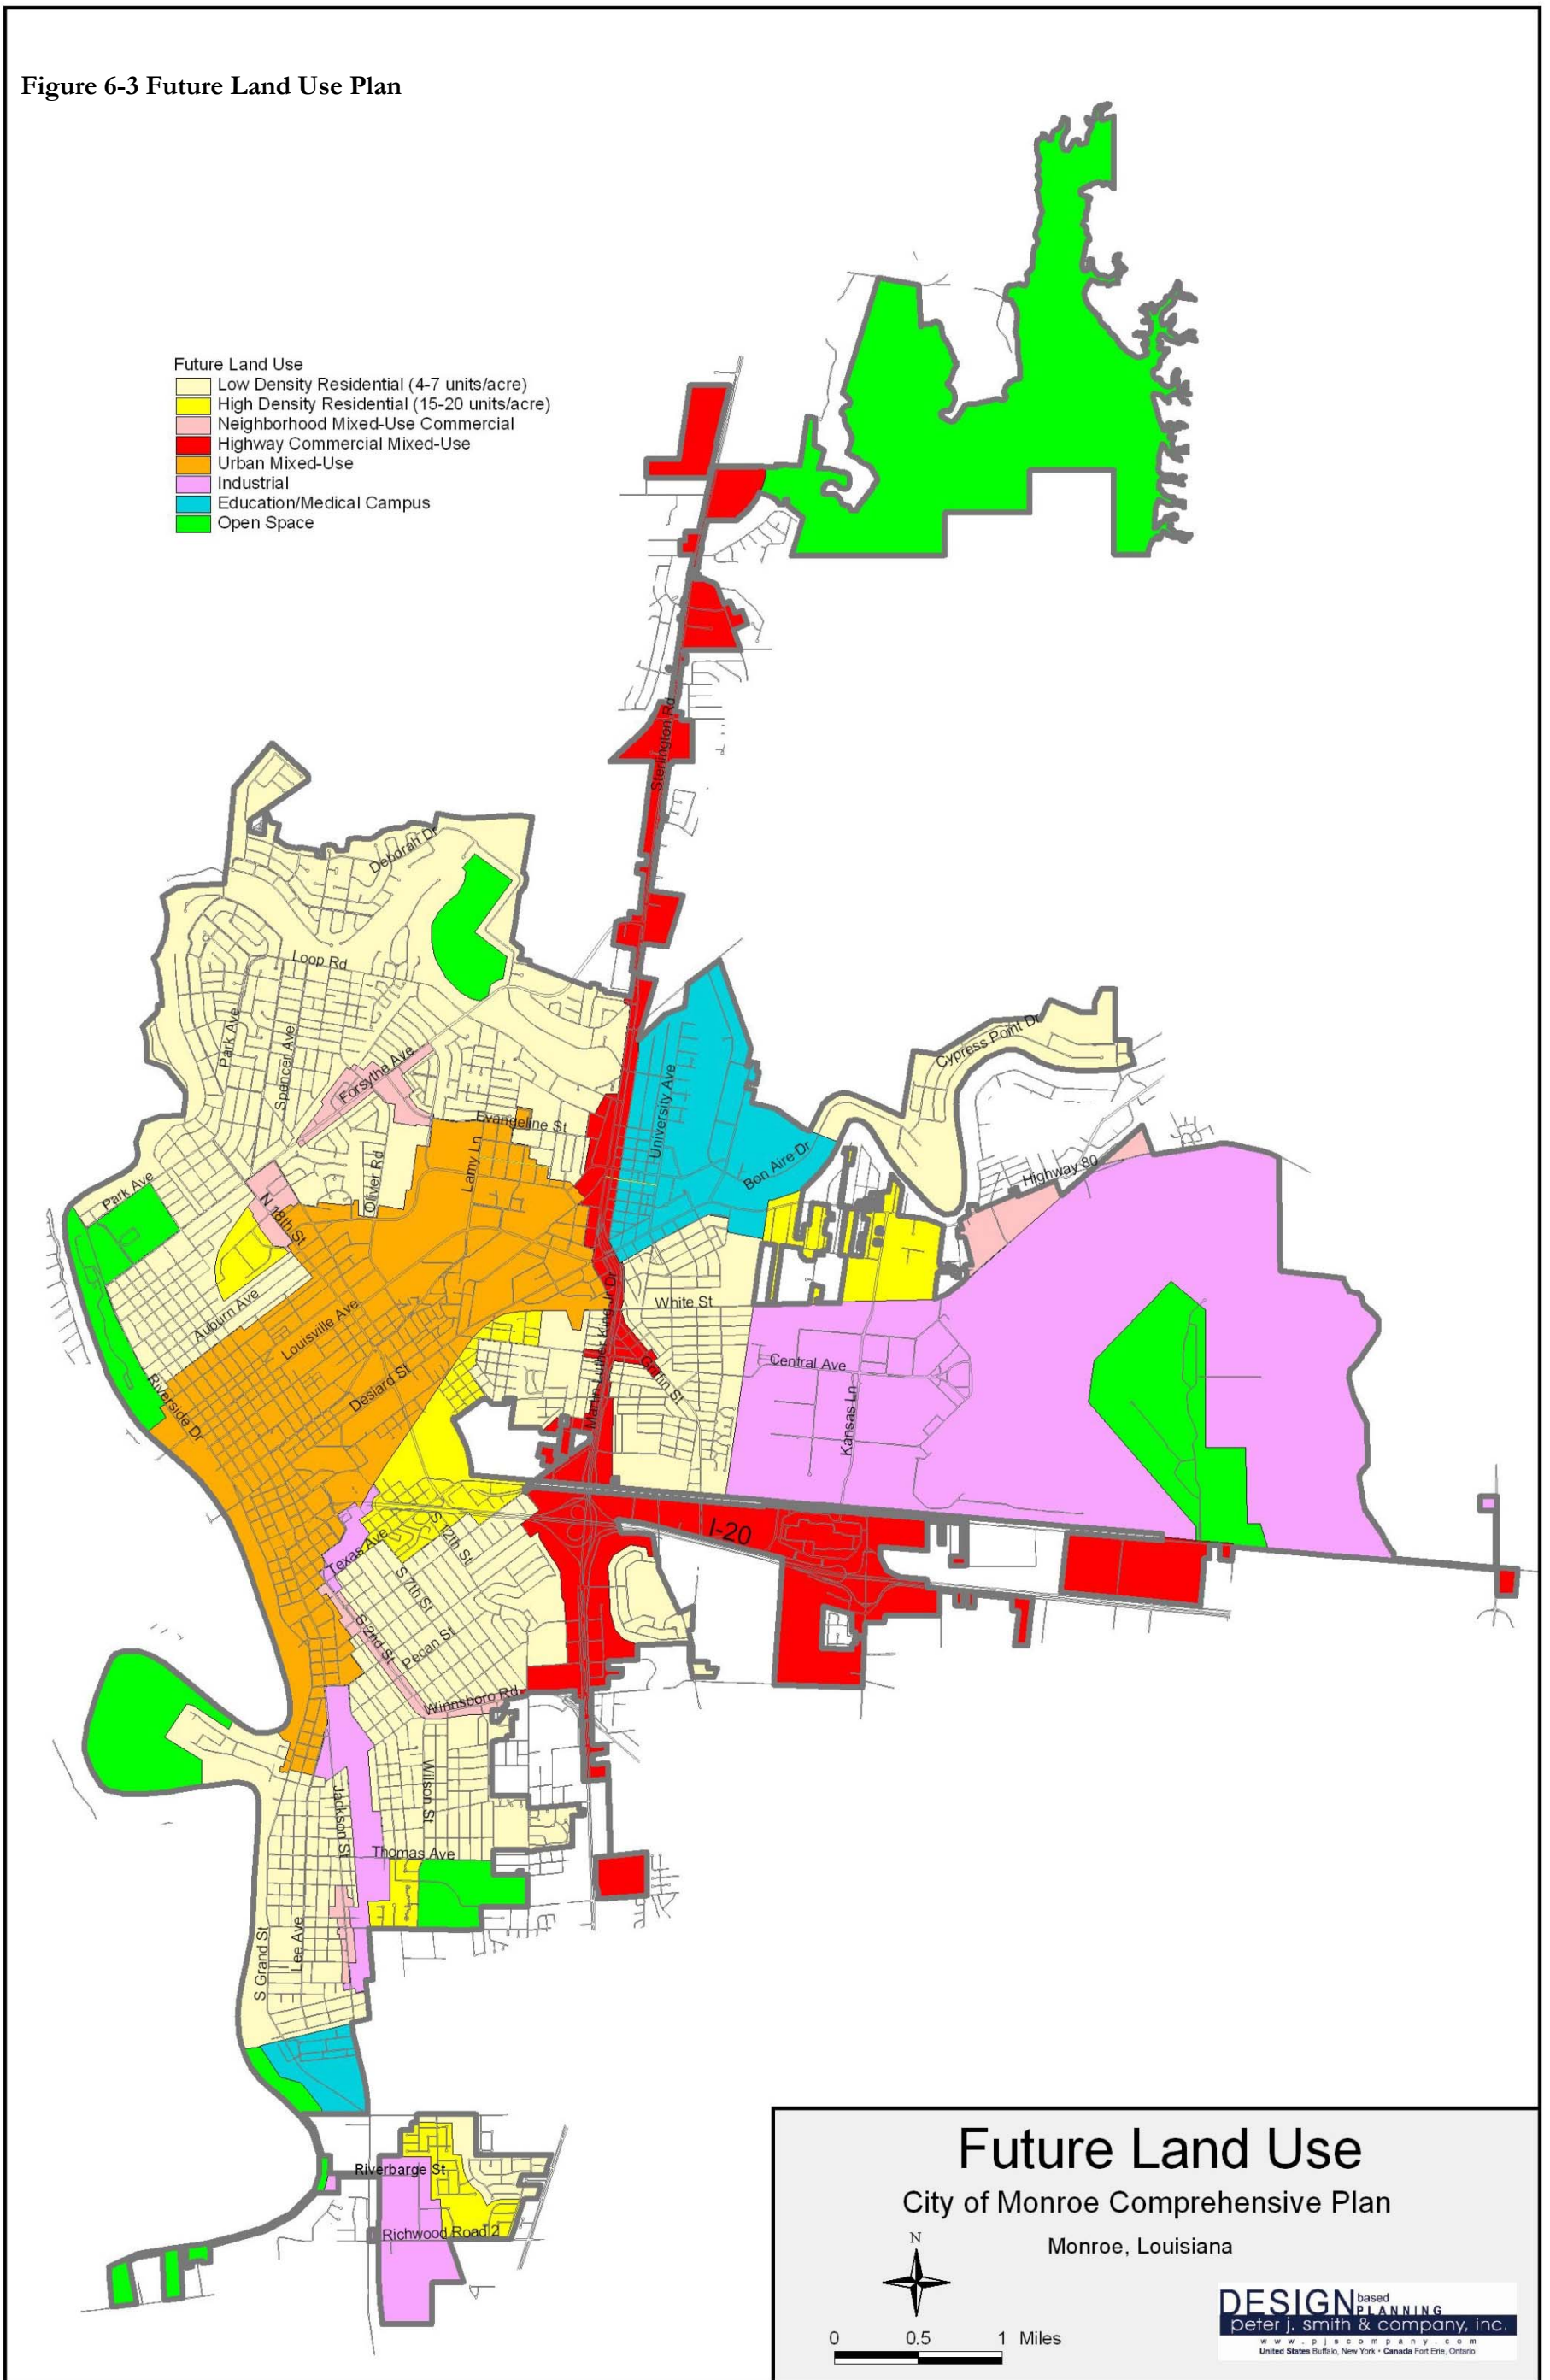 Figure 6-3 Future Land Use Plan
Future Land Use
Low Density Residential (4-7 units/acre)
High Density Residential (15-20 units/acre)
Neighborhood Mixed-Use Commercial
Highway Commercial Mixed-Use
Urban Mixed-Use
Industrial
Education/Medical Campus
Open Space
Sterlington Rd
Deborah Dr
Loop Rd
Park Ave
Spencer Ave
Forsythe Ave
Evangeline St
University Ave
Cypress Point Dr
Bon Aire Dr
Highway 80
Lamy Ln
Oliver Rd
Park Ave
N 18th St
Auburn Ave
Louisville Ave
White St
Martin Luther King Jr Dr
Central Ave
Griffin St
Kansas Ln
Desiard St
Riverside Dr
I-20
S 12th St
Texas Ave
S 7th St
S 2nd St
Pecan St
Winnsboro Rd
Wilson St
Jackson St
Thomas Ave
Lee Ave
S Grand St
Riverbarge St
Richwood Road 2
Future Land Use
City of Monroe Comprehensive Plan
Monroe, Louisiana
N
0 0.5 1 Miles
DESIGN based PLANNING
peter j. smith & company, inc.
www.pjscompany.com
United States Buffalo, New York • Canada Fort Erie, Ontario